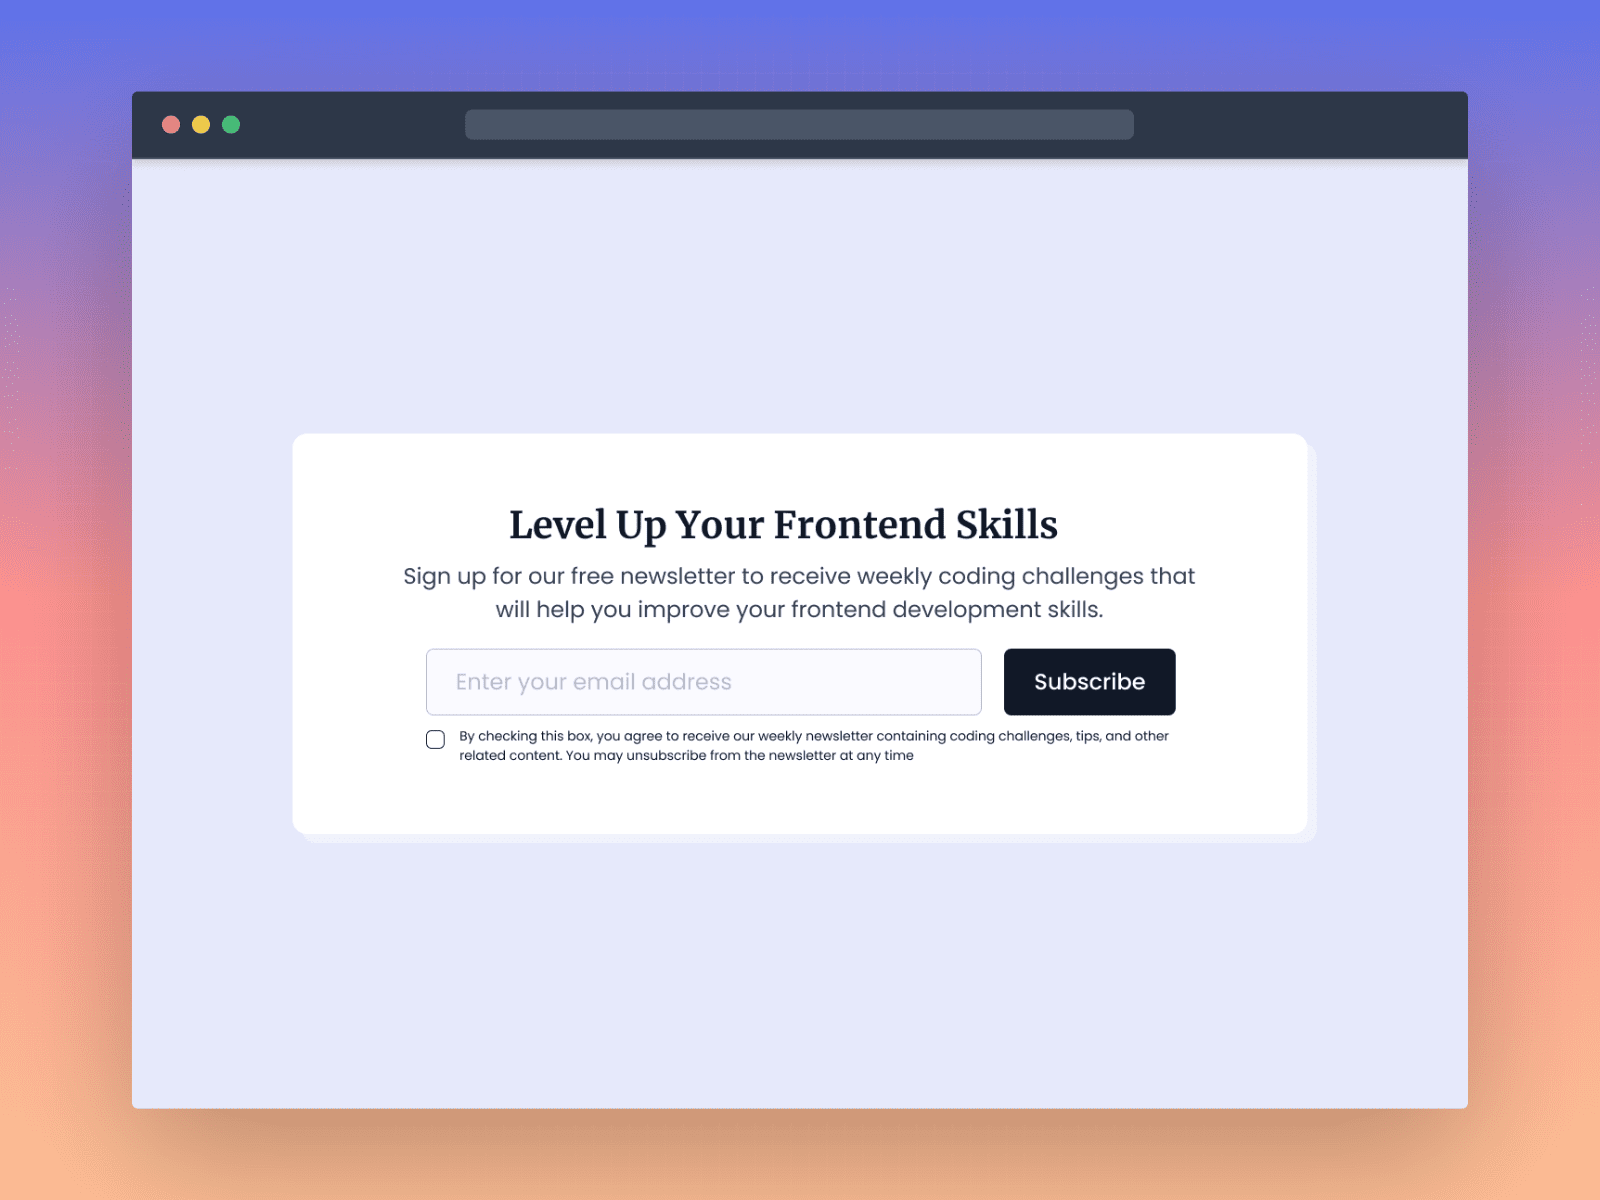 Level Up Your Frontend Skills
Sign up for our free newsletter to receive weekly coding challenges that
will help you improve your frontend development skills.
Enter your email address
Subscribe
By checking this box, you agree to receive our weekly newsletter containing coding challenges, tips, and other
related content. You may unsubscribe from the newsletter at any time